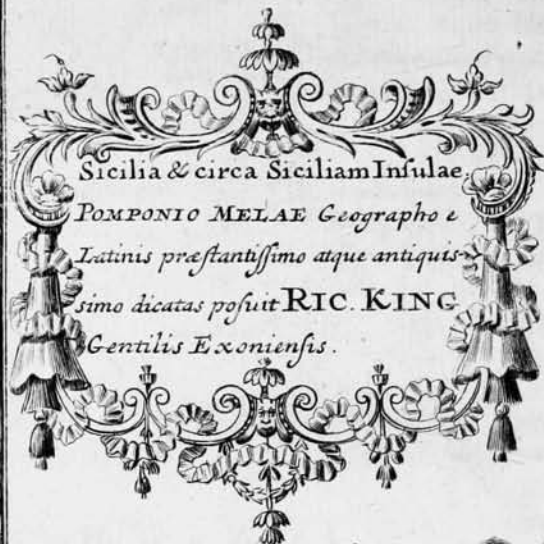 Sicilia & circa Siciliam Inſulae,
POMPONIO MELAE Geographo e
Latinis præſtantiſſimo atque antiquiſ-
simo dicatas poſuit RIC. KING
Gentilis Exonienſis.